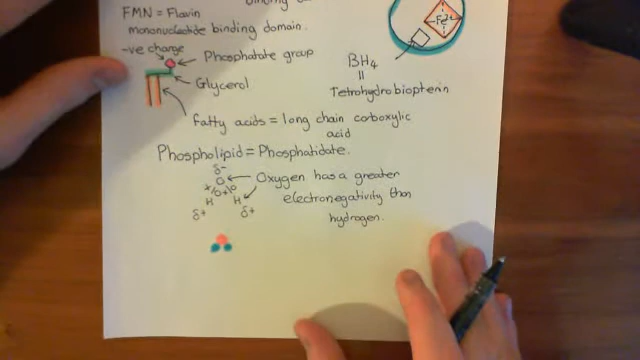 FMN = Flavin
mononucleotide binding domain.
-ve charge
Phosphatate group
Glycerol
Fe²⁺
BH₄
=
Tetrahydrobiopterin
fatty acids = long chain carboxylic
acid
Phospholipid = Phosphatidate.
δ⁻
O
H H
δ⁺ δ⁺
Oxygen has a greater
electronegativity than
hydrogen.